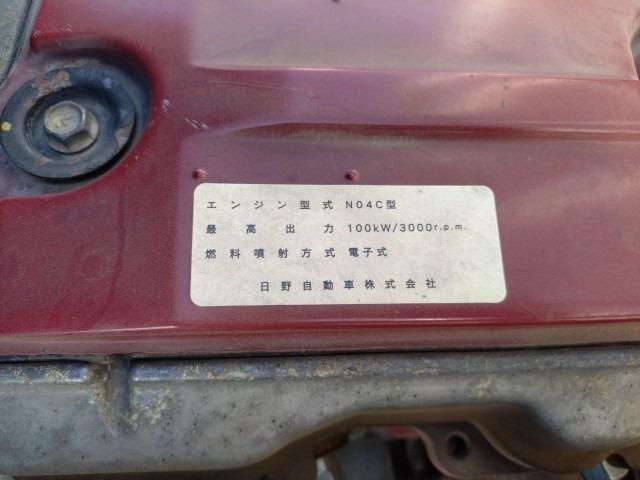 エンジン型式 N04C型
最高出力 100kW/3000r.p.m.
燃料噴射方式 電子式
日野自動車株式会社